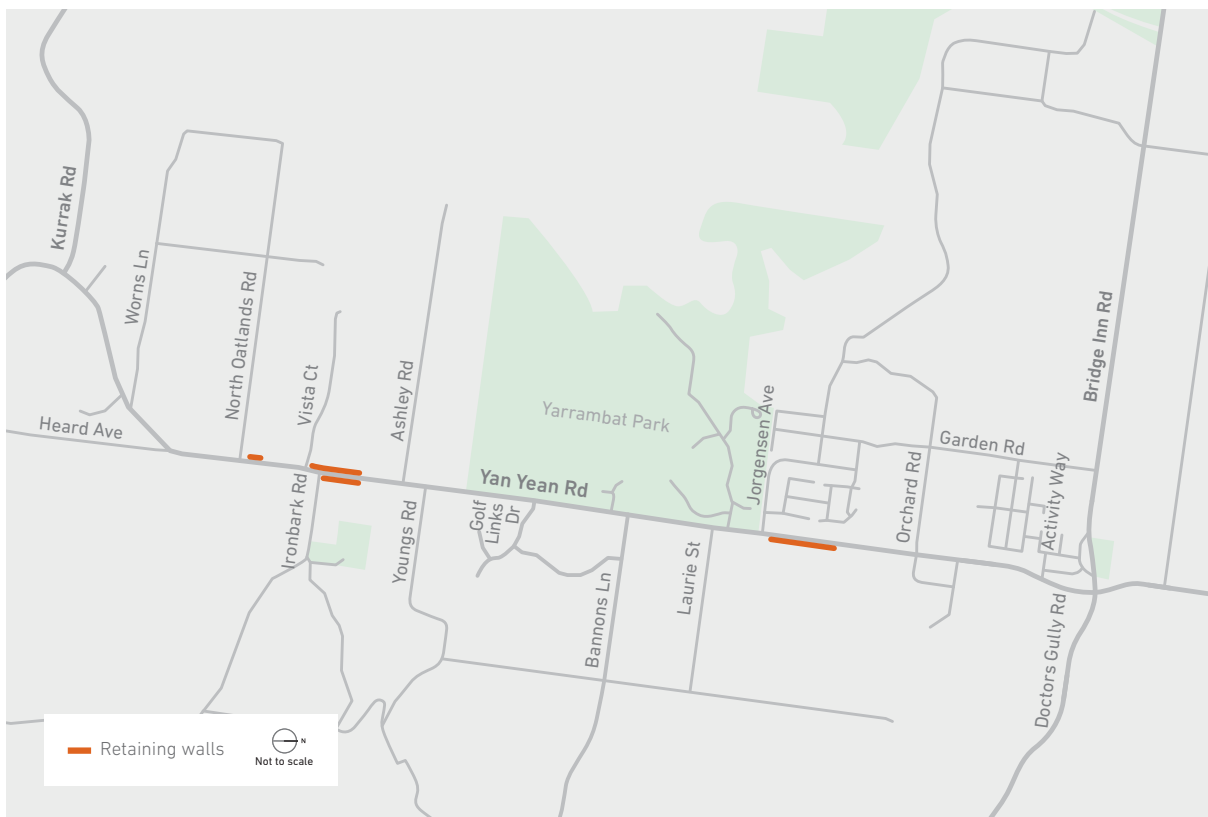 Kurrak Rd
Worns Ln
North Oatlands Rd
Vista Ct
Ashley Rd
Heard Ave
Yarrambat Park
Jorgensen Ave
Bridge Inn Rd
Garden Rd
Yan Yean Rd
Orchard Rd
Activity Way
Ironbark Rd
Youngs Rd
Golf
Links
Dr
Bannons Ln
Laurie St
Doctors Gully Rd
Retaining walls
N
Not to scale